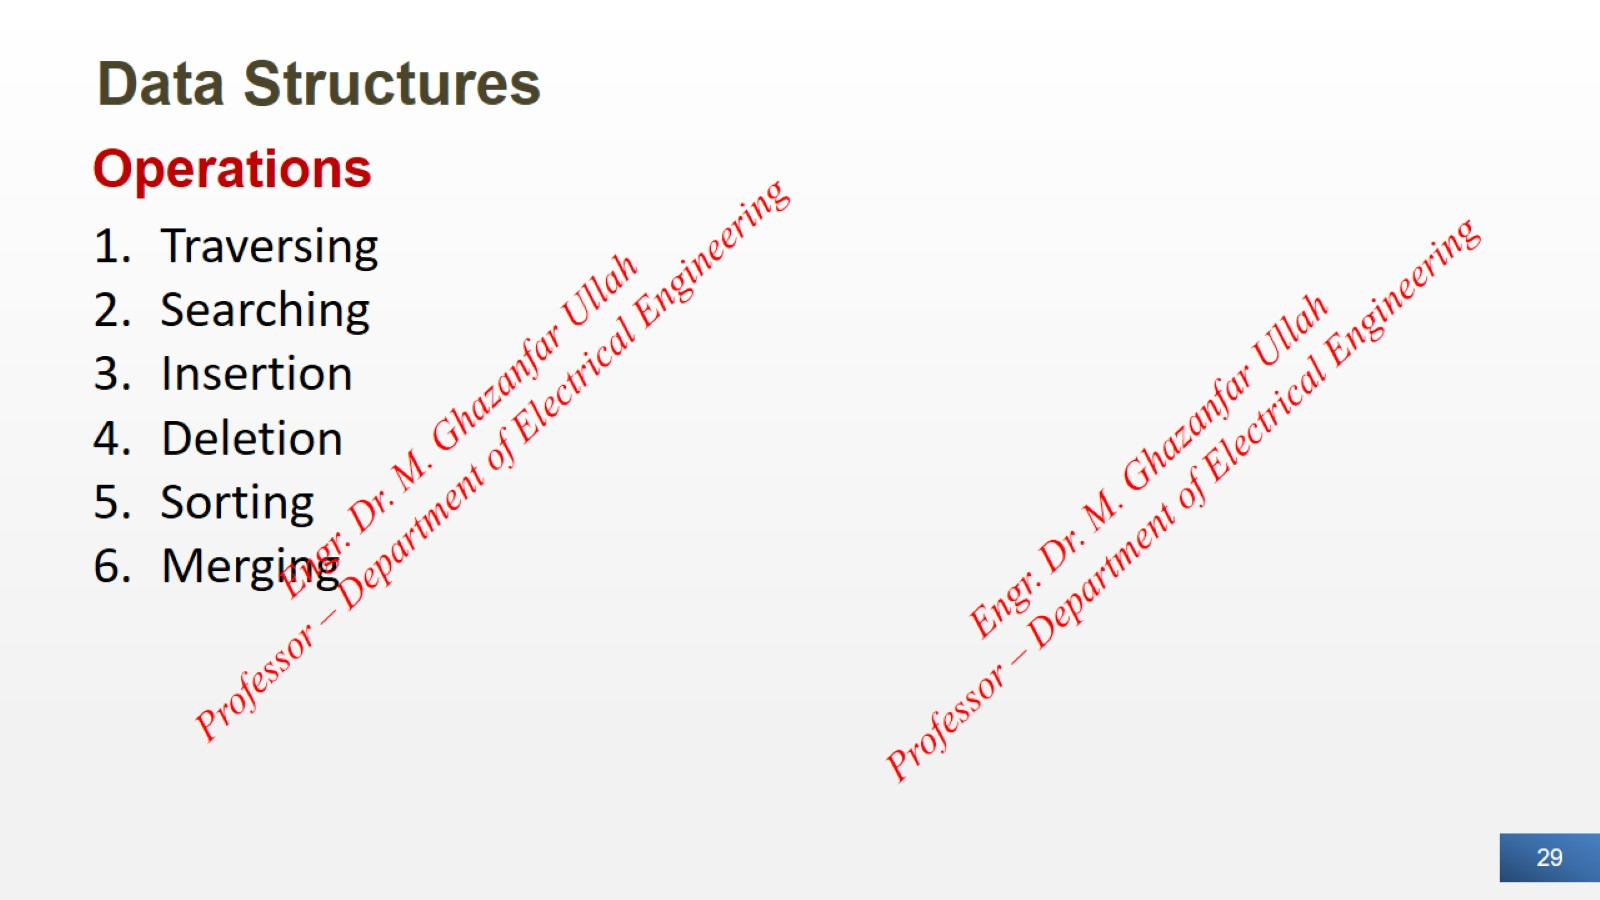 Data Structures
Operations
1. Traversing
2. Searching
3. Insertion
4. Deletion
5. Sorting
6. Merging
Engr. Dr. M. Ghazanfar Ullah
Professor – Department of Electrical Engineering
Engr. Dr. M. Ghazanfar Ullah
Professor – Department of Electrical Engineering
29